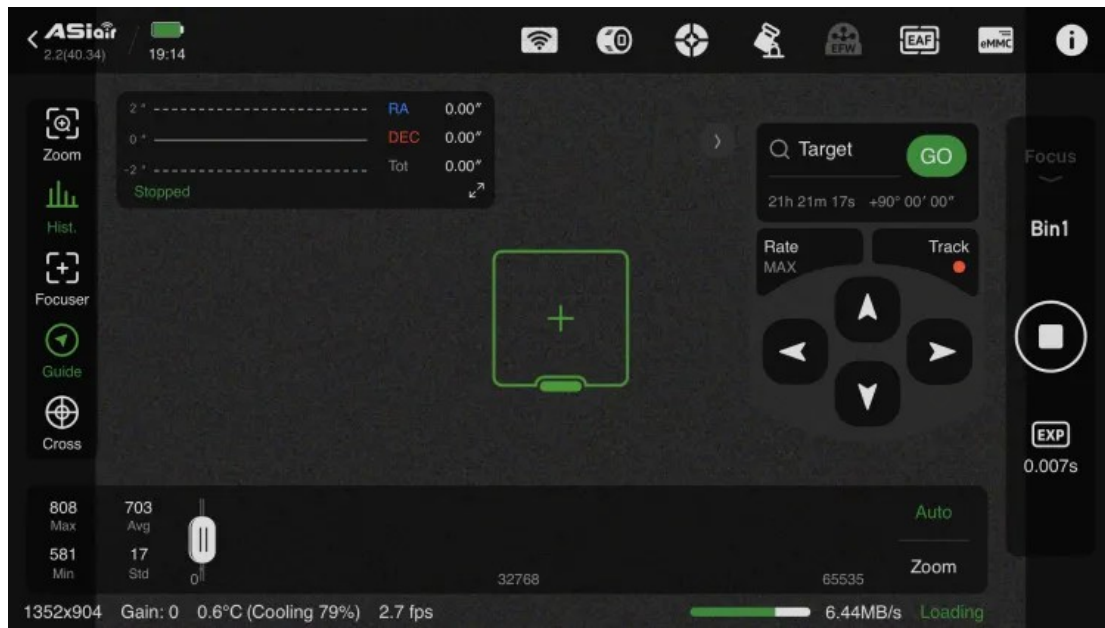 ASiair
2.2(40.34)
19:14
EFW
EAF
eMMC
i
Zoom
Hist.
Focuser
Guide
Cross
2"
0"
-2"
RA 0.00"
DEC 0.00"
Tot 0.00"
Stopped
Target
GO
21h 21m 17s +90° 00′ 00″
Rate
MAX
Track
Focus
Bin1
EXP
0.007s
808
Max
703
Avg
581
Min
17
Std
0
32768
65535
Auto
Zoom
1352x904 Gain: 0 0.6°C (Cooling 79%) 2.7 fps 6.44MB/s Loading